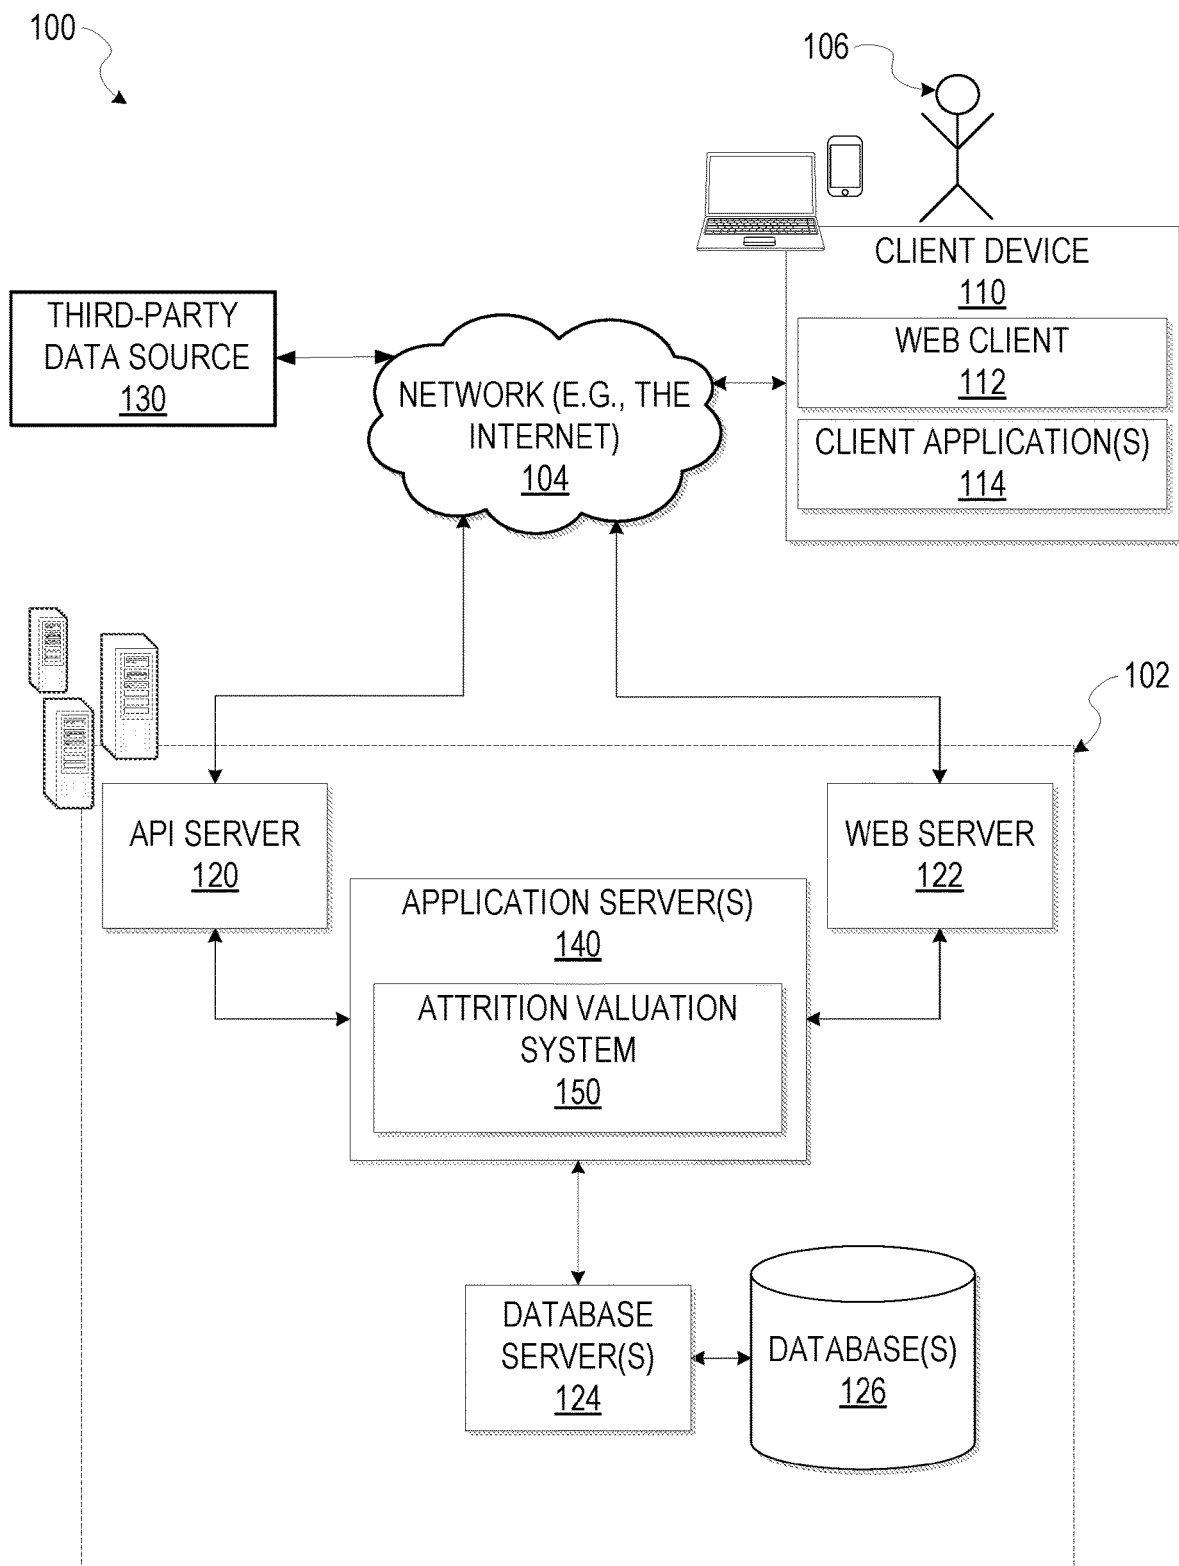 100
106
CLIENT DEVICE
110
WEB CLIENT
112
CLIENT APPLICATION(S)
114
THIRD-PARTY
DATA SOURCE
130
NETWORK (E.G., THE
INTERNET)
104
102
API SERVER
120
WEB SERVER
122
APPLICATION SERVER(S)
140
ATTRITION VALUATION
SYSTEM
150
DATABASE
SERVER(S)
124
DATABASE(S)
126